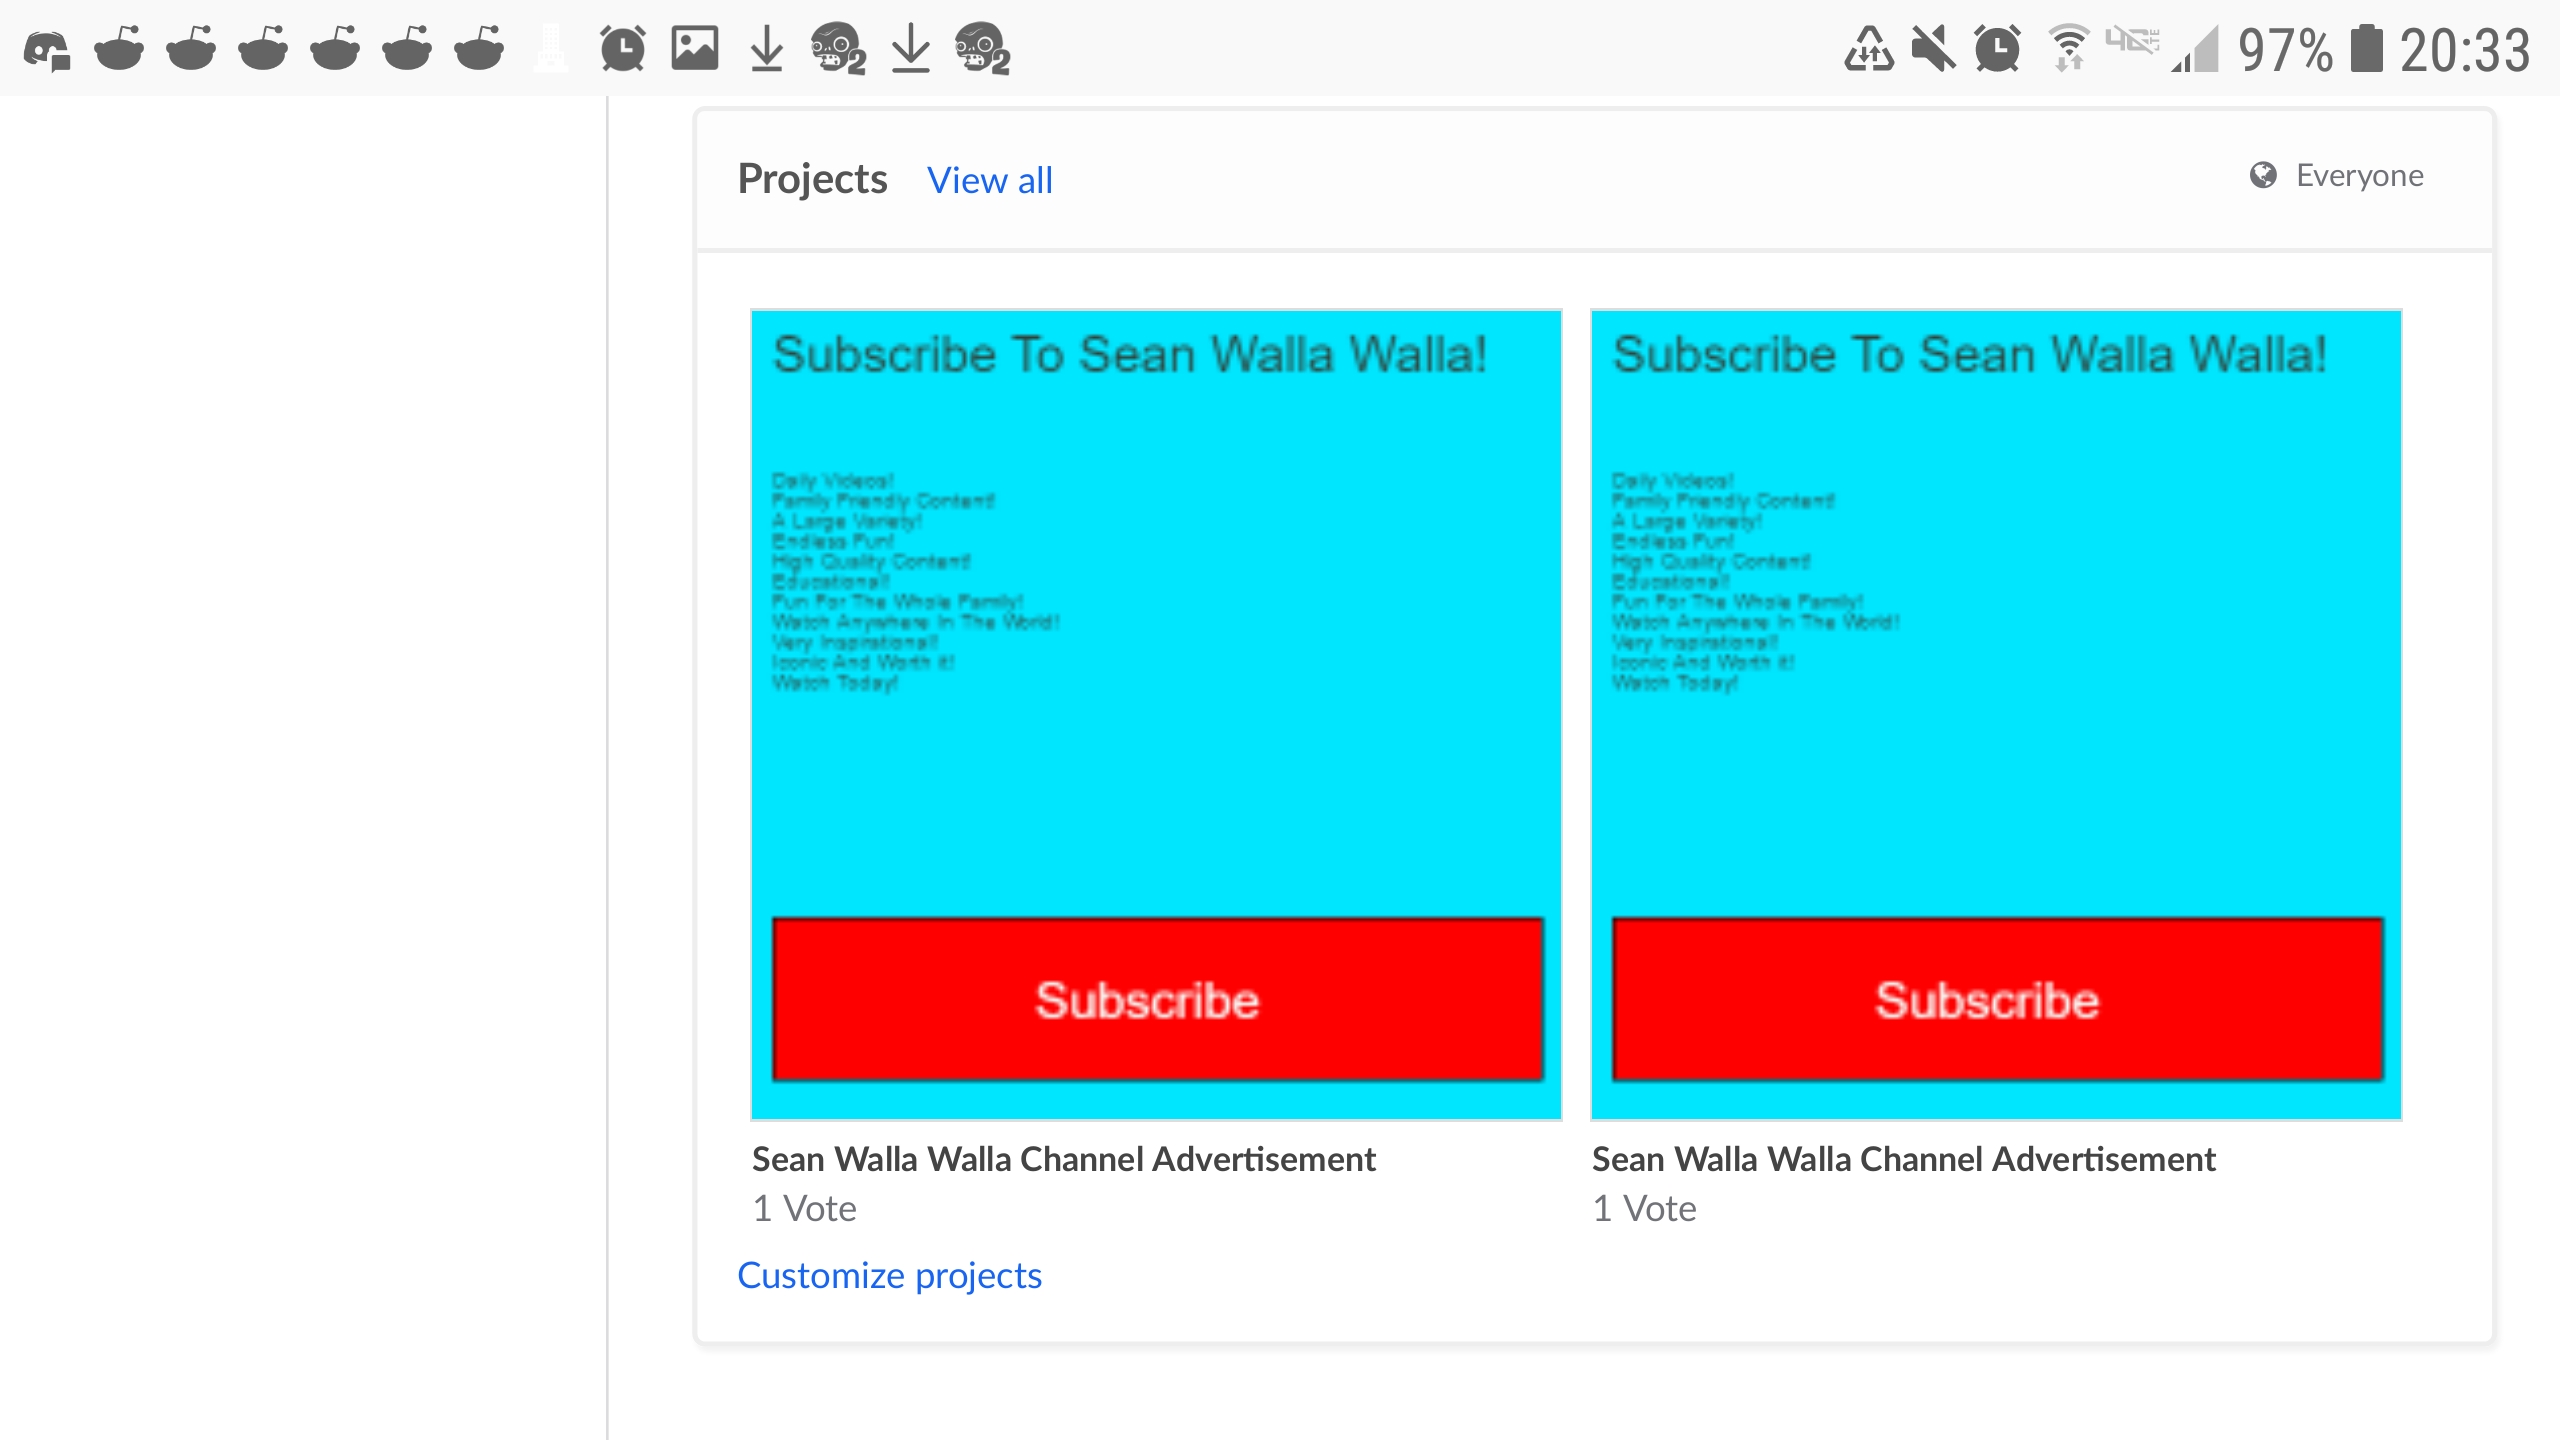 97% 20:33
Projects View all Everyone
Subscribe To Sean Walla Walla!
Daily Videos!
Family Friendly Content!
A Large Variety!
Endless Fun!
High Quality Content!
Educational!
Fun For The Whole Family!
Watch Anywhere In The World!
Very Inspirational!
Iconic And Worth it!
Watch Today!
Subscribe
Sean Walla Walla Channel Advertisement
1 Vote
Subscribe To Sean Walla Walla!
Daily Videos!
Family Friendly Content!
A Large Variety!
Endless Fun!
High Quality Content!
Educational!
Fun For The Whole Family!
Watch Anywhere In The World!
Very Inspirational!
Iconic And Worth it!
Watch Today!
Subscribe
Sean Walla Walla Channel Advertisement
1 Vote
Customize projects